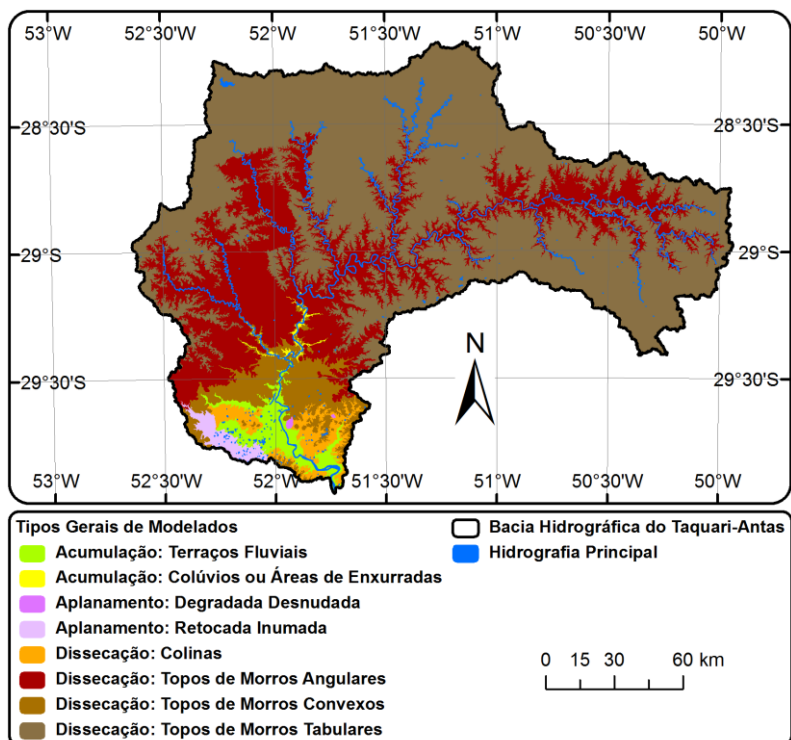 53°W 52°30'W 52°W 51°30'W 51°W 50°30'W 50°W
28°30'S 28°30'S
29°S 29°S
N
29°30'S 29°30'S
53°W 52°30'W 52°W 51°30'W 51°W 50°30'W 50°W
Tipos Gerais de Modelados
Acumulação: Terraços Fluviais
Acumulação: Colúvios ou Áreas de Enxurradas
Aplanamento: Degradada Desnudada
Aplanamento: Retocada Inumada
Dissecação: Colinas
Dissecação: Topos de Morros Angulares
Dissecação: Topos de Morros Convexos
Dissecação: Topos de Morros Tabulares
Bacia Hidrográfica do Taquari-Antas
Hidrografia Principal
0 15 30 60 km